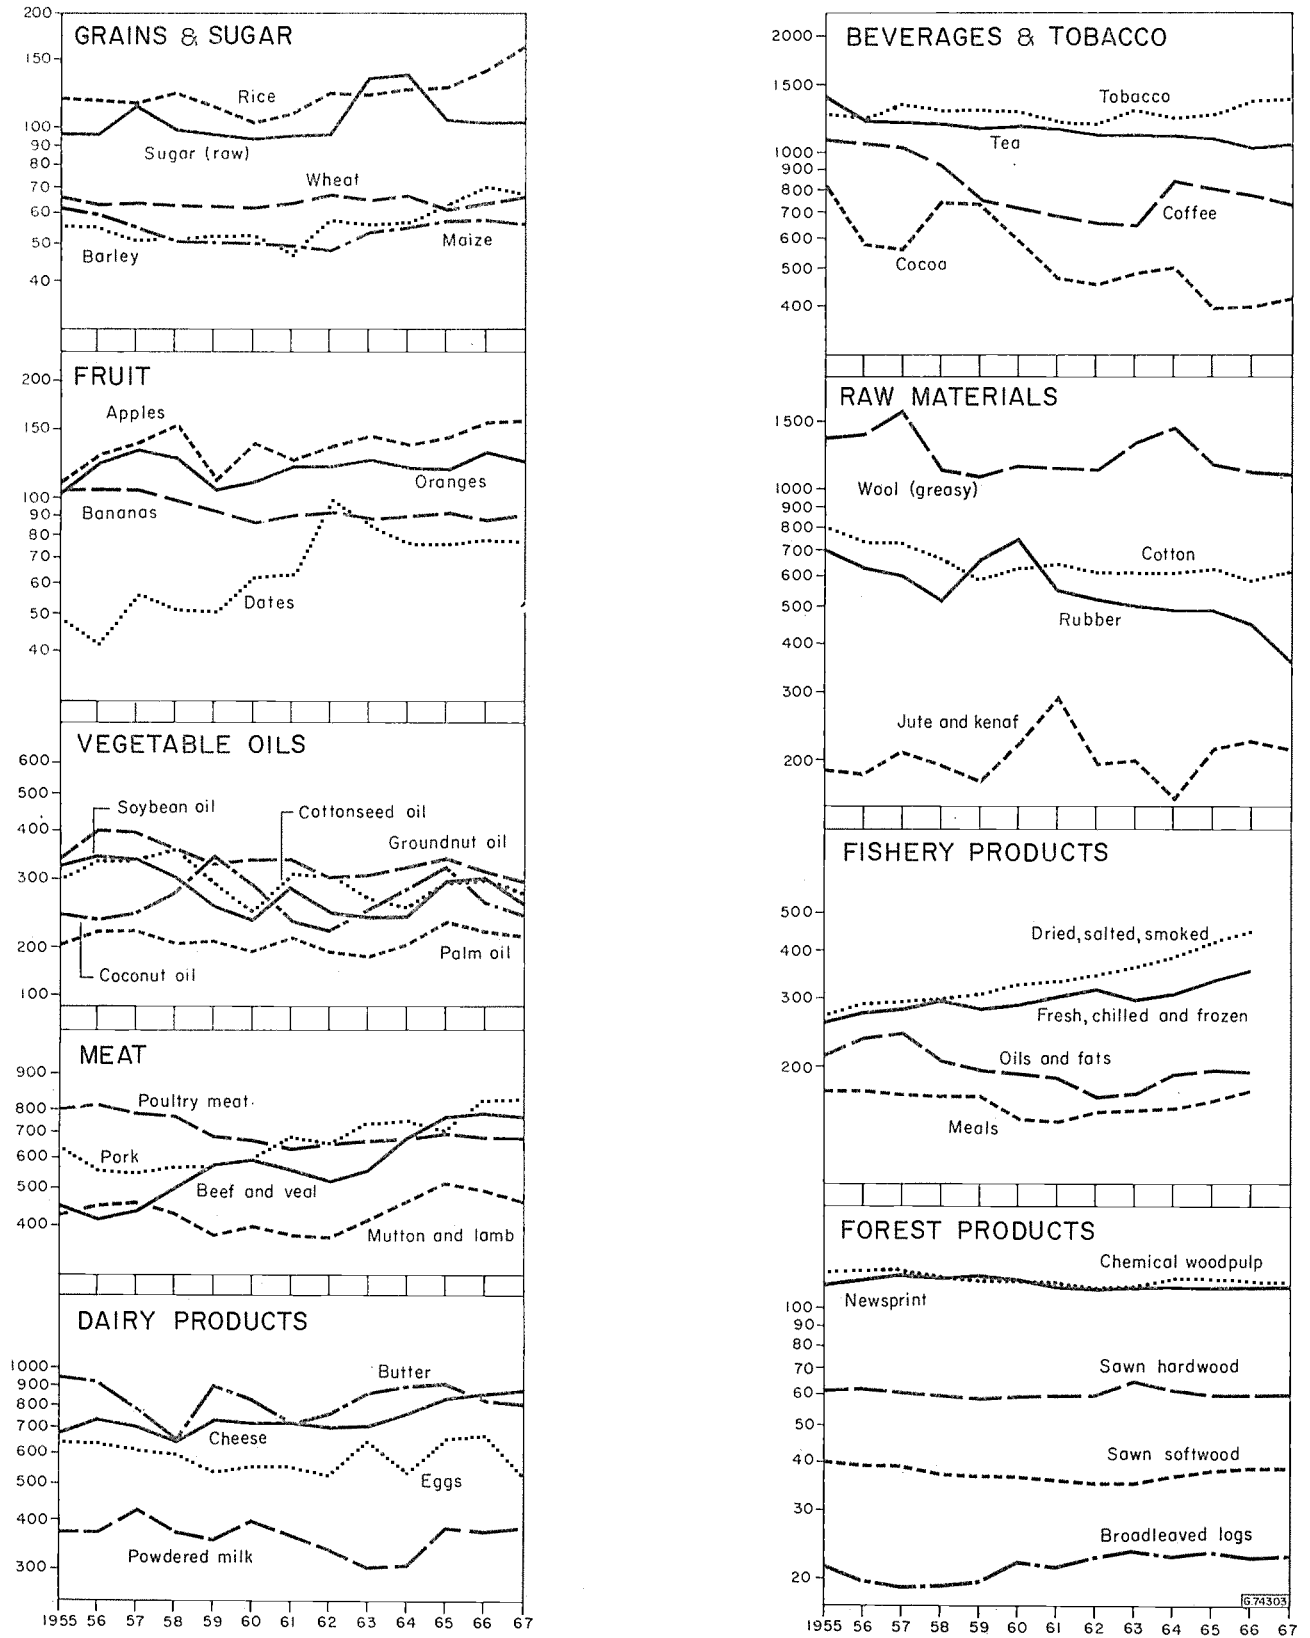 GRAINS & SUGAR
200
150
100
90
80
70
60
50
40
Rice
Sugar (raw)
Wheat
Maize
Barley
FRUIT
200
150
100
90
80
70
60
50
40
Apples
Oranges
Bananas
Dates
VEGETABLE OILS
600
500
400
300
200
100
Soybean oil
Cottonseed oil
Groundnut oil
Palm oil
Coconut oil
MEAT
900
800
700
600
500
400
Poultry meat
Pork
Beef and veal
Mutton and lamb
DAIRY PRODUCTS
1000
900
800
700
600
500
400
300
Butter
Cheese
Eggs
Powdered milk
1955 56 57 58 59 60 61 62 63 64 65 66 67
BEVERAGES & TOBACCO
2000
1500
1000
900
800
700
600
500
400
Tobacco
Tea
Coffee
Cocoa
RAW MATERIALS
1500
1000
900
800
700
600
500
400
300
200
Wool (greasy)
Cotton
Rubber
Jute and kenaf
FISHERY PRODUCTS
500
400
300
200
Dried, salted, smoked
Fresh, chilled and frozen
Oils and fats
Meals
FOREST PRODUCTS
100
90
80
70
60
50
40
30
20
Chemical woodpulp
Newsprint
Sawn hardwood
Sawn softwood
Broadleaved logs
G.74303
1955 56 57 58 59 60 61 62 63 64 65 66 67